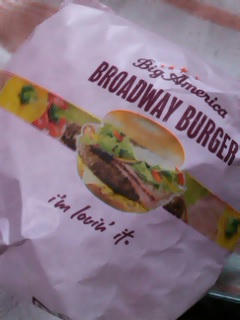 Big America
BROADWAY BURGER
i'm lovin' it.